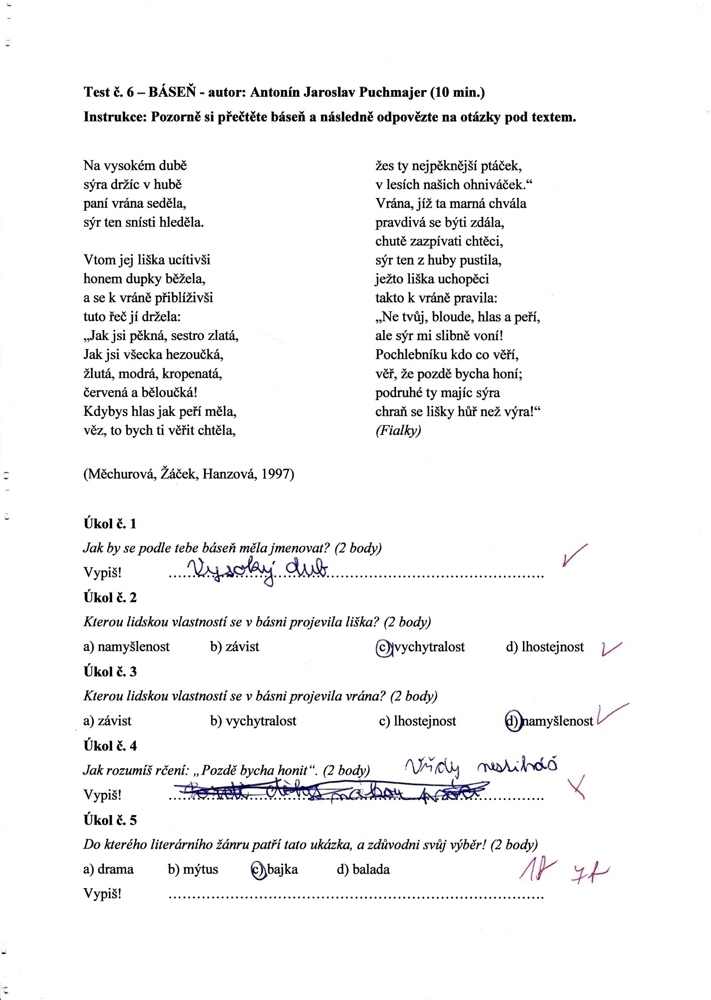 Test č. 6 – BÁSEŇ - autor: Antonín Jaroslav Puchmajer (10 min.)
Instrukce: Pozorně si přečtěte báseň a následně odpovězte na otázky pod textem.
Na vysokém dubě
sýra držíc v hubě
paní vrána seděla,
sýr ten snísti hleděla.
Vtom jej liška ucítivši
honem dupky běžela,
a se k vráně přiblíživši
tuto řeč jí držela:
„Jak jsi pěkná, sestro zlatá,
Jak jsi všecka hezoučká,
žlutá, modrá, kropenatá,
červená a běloučká!
Kdybys hlas jak peří měla,
věz, to bych ti věřit chtěla,
žes ty nejpěknější ptáček,
v lesích našich ohniváček.“
Vrána, jíž ta marná chvála
pravdivá se býti zdála,
chutě zazpívati chtěci,
sýr ten z huby pustila,
ježto liška uchopěci
takto k vráně pravila:
„Ne tvůj, bloude, hlas a peří,
ale sýr mi slibně voní!
Pochlebníku kdo co věří,
věř, že pozdě bycha honí;
podruhé ty majíc sýra
chraň se lišky hůř než výra!“
(Fialky)
(Měchurová, Žáček, Hanzová, 1997)
Úkol č. 1
Jak by se podle tebe báseň měla jmenovat? (2 body)
Vypiš! Vysoký dub
Úkol č. 2
Kterou lidskou vlastností se v básni projevila liška? (2 body)
a) namyšlenost b) závist c) vychytralost d) lhostejnost
Úkol č. 3
Kterou lidskou vlastností se v básni projevila vrána? (2 body)
a) závist b) vychytralost c) lhostejnost d) namyšlenost
Úkol č. 4
Jak rozumíš rčení: „Pozdě bycha honit“. (2 body)
Vypiš!
Úkol č. 5
Do kterého literárního žánru patří tato ukázka, a zdůvodni svůj výběr! (2 body)
a) drama b) mýtus c) bajka d) balada
Vypiš!